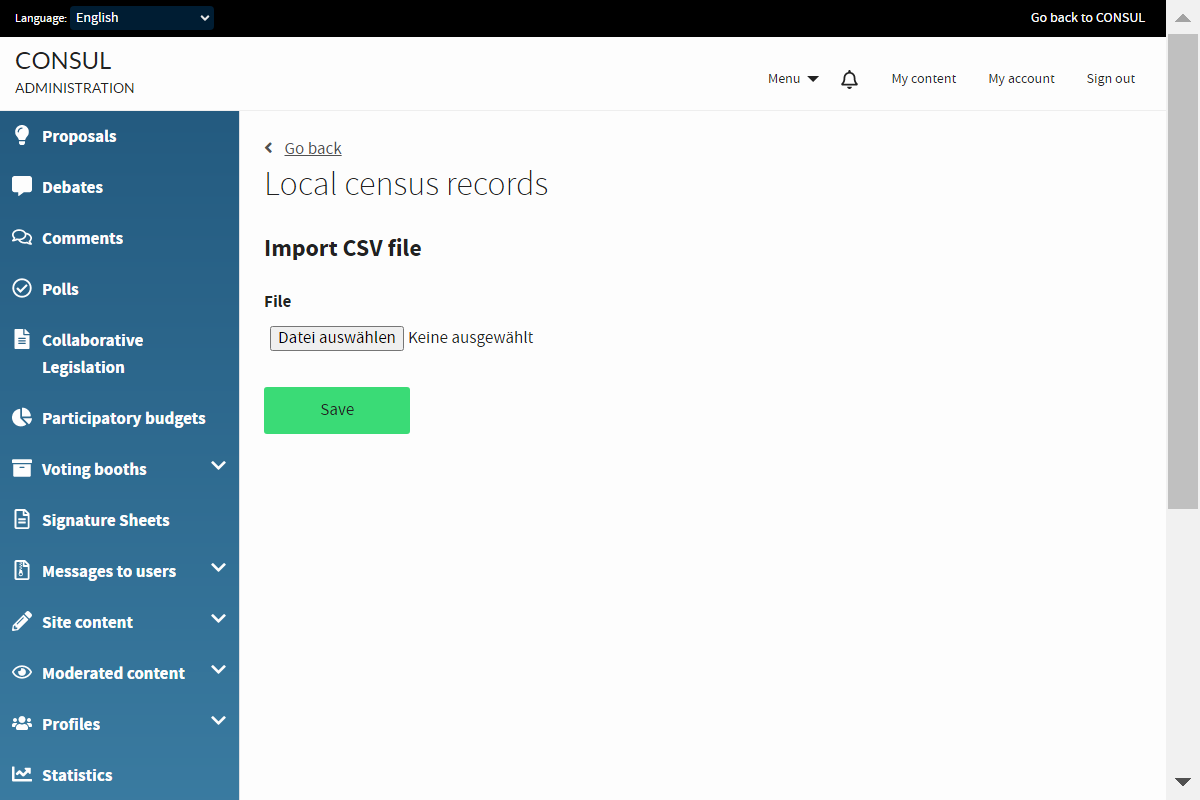 Language: English
Go back to CONSUL
CONSUL
ADMINISTRATION
Menu
My content
My account
Sign out
Proposals
Debates
Comments
Polls
Collaborative
Legislation
Participatory budgets
Voting booths
Signature Sheets
Messages to users
Site content
Moderated content
Profiles
Statistics
Go back
Local census records
Import CSV file
File
Datei auswählen Keine ausgewählt
Save